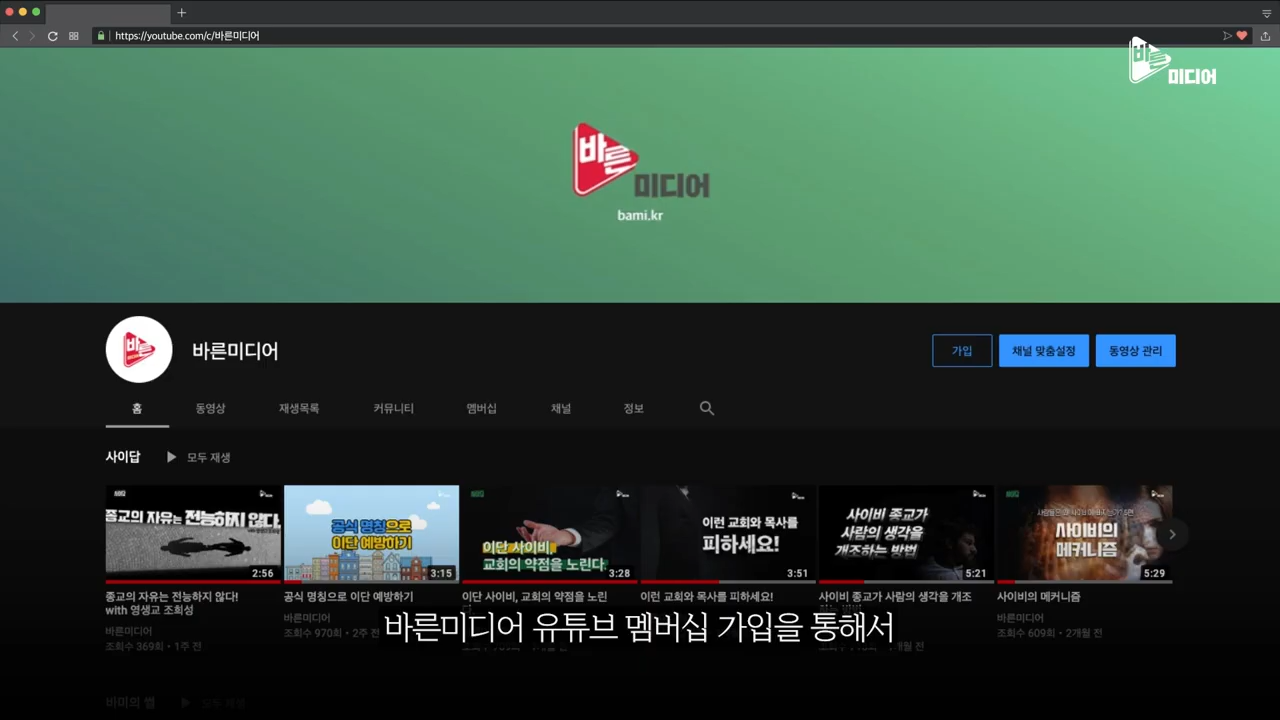 https://youtube.com/c/바른미디어
바른
미디어
바른
미디어
bami.kr
바른
바른미디어
가입
채널 맞춤설정
동영상 관리
홈
동영상
재생목록
커뮤니티
멤버십
채널
정보
사이답
모두 재생
종교의 자유는 전능하지 않다.
2:56
공식 명칭으로
이단 예방하기
3:15
이단 사이비,
교회의 약점을 노린다.
3:28
이런 교회와 목사를
피하세요!
3:51
사이비 종교가
사람의 생각을
개조하는 방법
5:21
사이비의
메커니즘
5:29
종교의 자유는 전능하지 않다!
with 영생교 조희성
바른미디어
조회수 369회 • 1주 전
공식 명칭으로 이단 예방하기
바른미디어
조회수 970회 • 2주 전
이단 사이비, 교회의 약점을 노린
이런 교회와 목사를 피하세요!
사이비 종교가 사람의 생각을 개조
사이비의 메커니즘
바른미디어
조회수 609회 • 2개월 전
바른미디어 유튜브 멤버십 가입을 통해서
바미의 썰
모두 재생